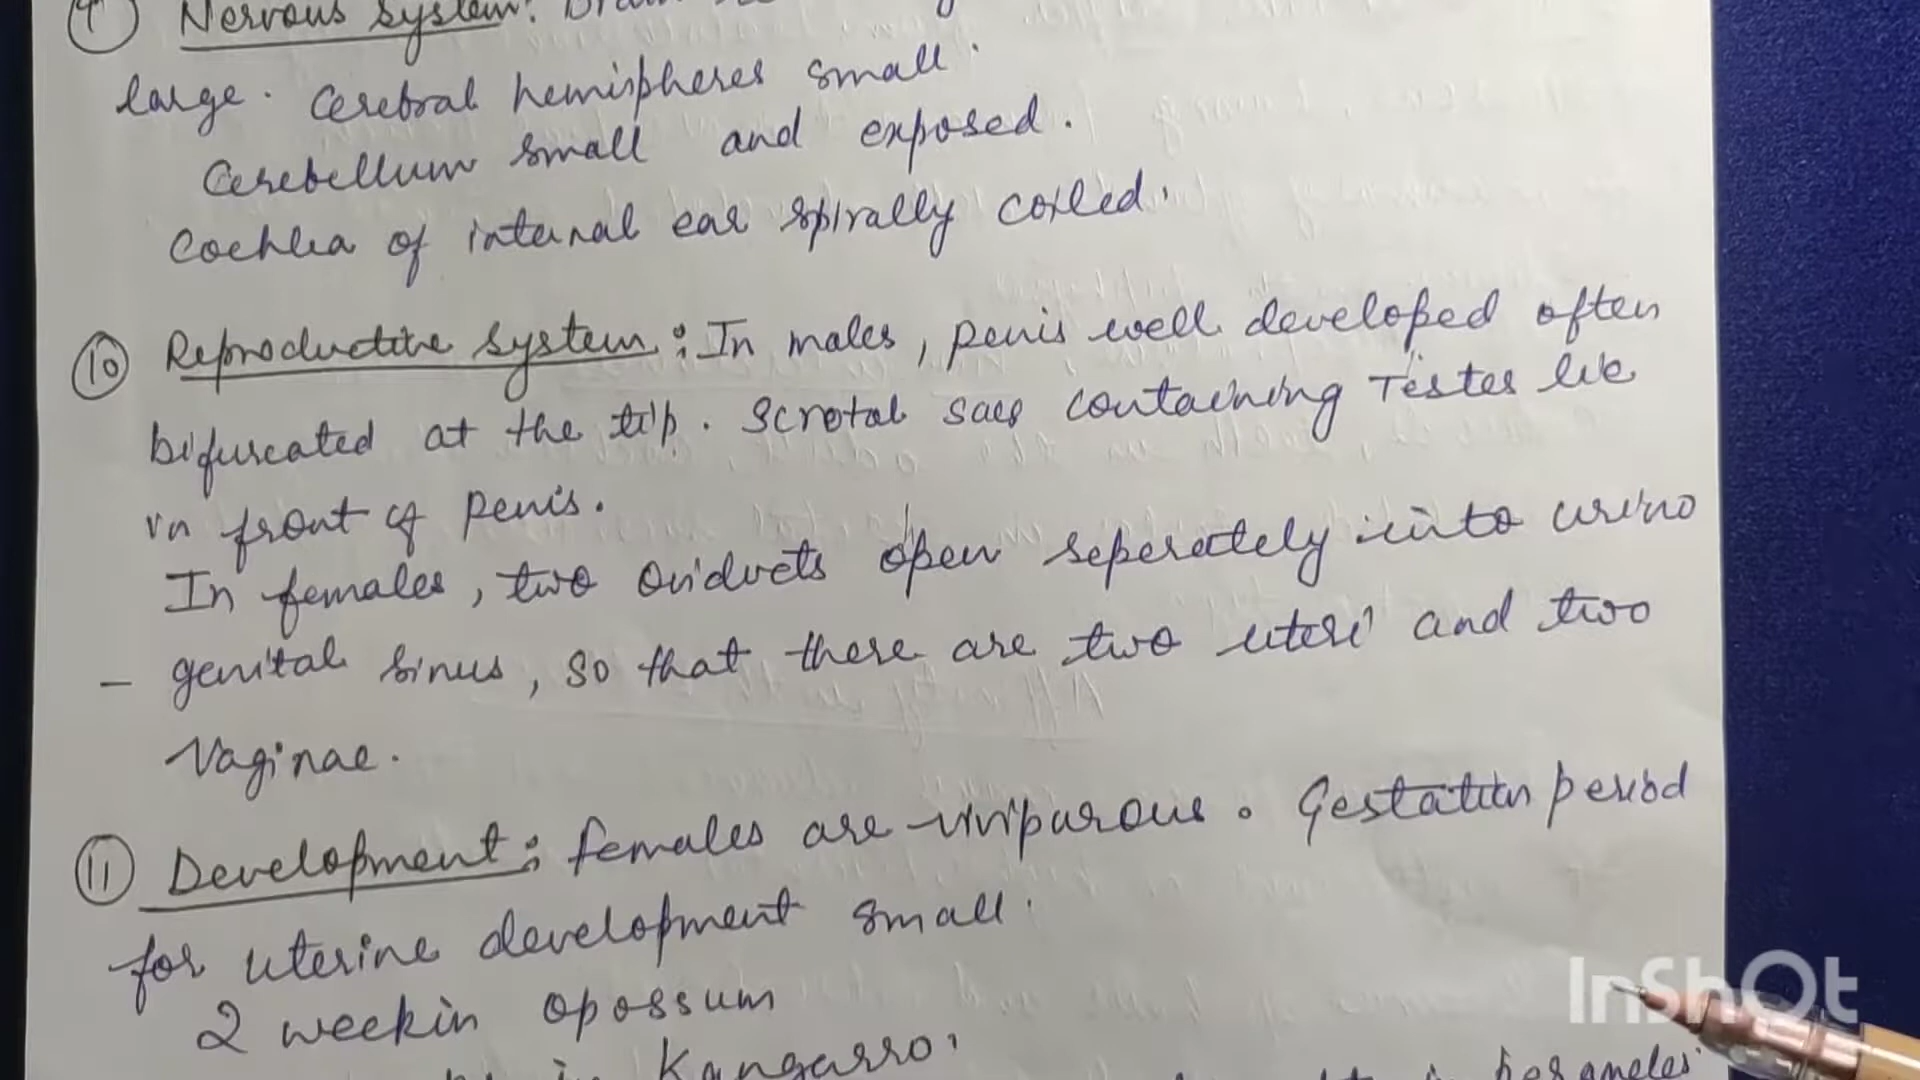 Nervous system:
large. Cerebral hemispheres small.
Cerebellum small and exposed.
Cochlea of internal ear spirally coiled.
10 Reproductive system: In males, penis well developed often
bifurcated at the tip. Scrotal sacs containing Testes lie
in front of penis.
In females, two oviducts open seperately into urino
- genital sinus, so that there are two uteri and two
Vaginae.
11 Development: females are viviparous. Gestation period
for uterine development small.
2 week in opossum
in Kangarro.
InShOt